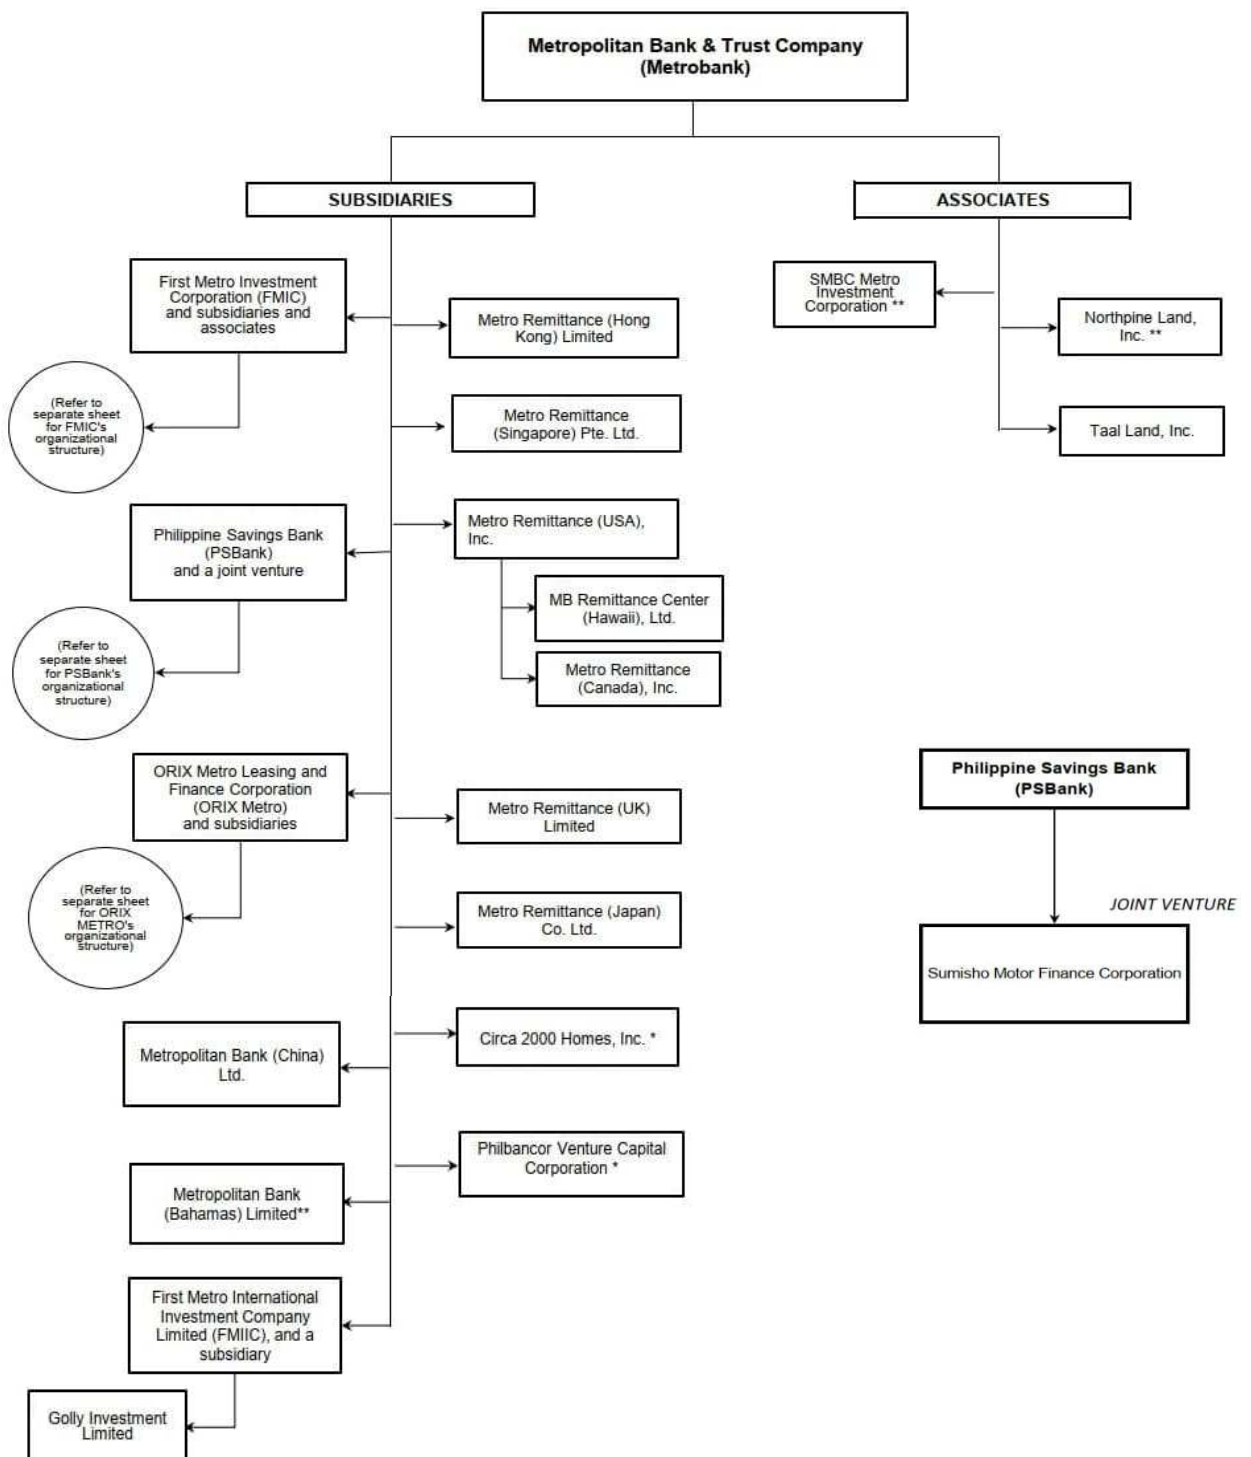 Metropolitan Bank & Trust Company
(Metrobank)
SUBSIDIARIES
ASSOCIATES
First Metro Investment
Corporation (FMIC)
and subsidiaries and
associates
Metro Remittance (Hong
Kong) Limited
SMBC Metro
Investment
Corporation **
Northpine Land,
Inc. **
(Refer to
separate sheet
for FMIC's
organizational
structure)
Metro Remittance
(Singapore) Pte. Ltd.
Taal Land, Inc.
Philippine Savings Bank
(PSBank)
and a joint venture
Metro Remittance (USA),
Inc.
MB Remittance Center
(Hawaii), Ltd.
(Refer to
separate sheet
for PSBank's
organizational
structure)
Metro Remittance
(Canada), Inc.
ORIX Metro Leasing and
Finance Corporation
(ORIX Metro)
and subsidiaries
Metro Remittance (UK)
Limited
Philippine Savings Bank
(PSBank)
(Refer to
separate sheet
for ORIX
METRO's
organizational
structure)
Metro Remittance (Japan)
Co. Ltd.
JOINT VENTURE
Sumisho Motor Finance Corporation
Metropolitan Bank (China)
Ltd.
Circa 2000 Homes, Inc. *
Philbancor Venture Capital
Corporation *
Metropolitan Bank
(Bahamas) Limited**
First Metro International
Investment Company
Limited (FMIIC), and a
subsidiary
Golly Investment
Limited